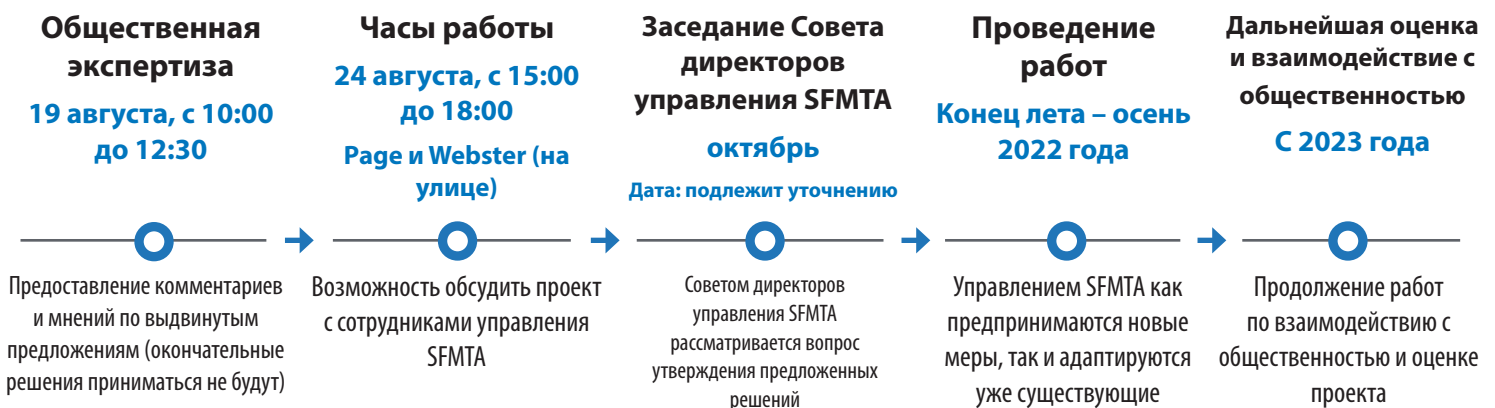 Общественная
экспертиза
19 августа, с 10:00
до 12:30
Предоставление комментариев
и мнений по выдвинутым
предложениям (окончательные
решения приниматься не будут)
Часы работы
24 августа, с 15:00
до 18:00
Page и Webster (на
улице)
Возможность обсудить проект
с сотрудниками управления
SFMTA
Заседание Совета
директоров
управления SFMTA
октябрь
Дата: подлежит уточнению
Советом директоров
управления SFMTA
рассматривается вопрос
утверждения предложенных
решений
Проведение
работ
Конец лета – осень
2022 года
Управлением SFMTA как
предпринимаются новые
меры, так и адаптируются
уже существующие
Дальнейшая оценка
и взаимодействие с
общественностью
С 2023 года
Продолжение работ
по взаимодействию с
общественностью и оценке
проекта